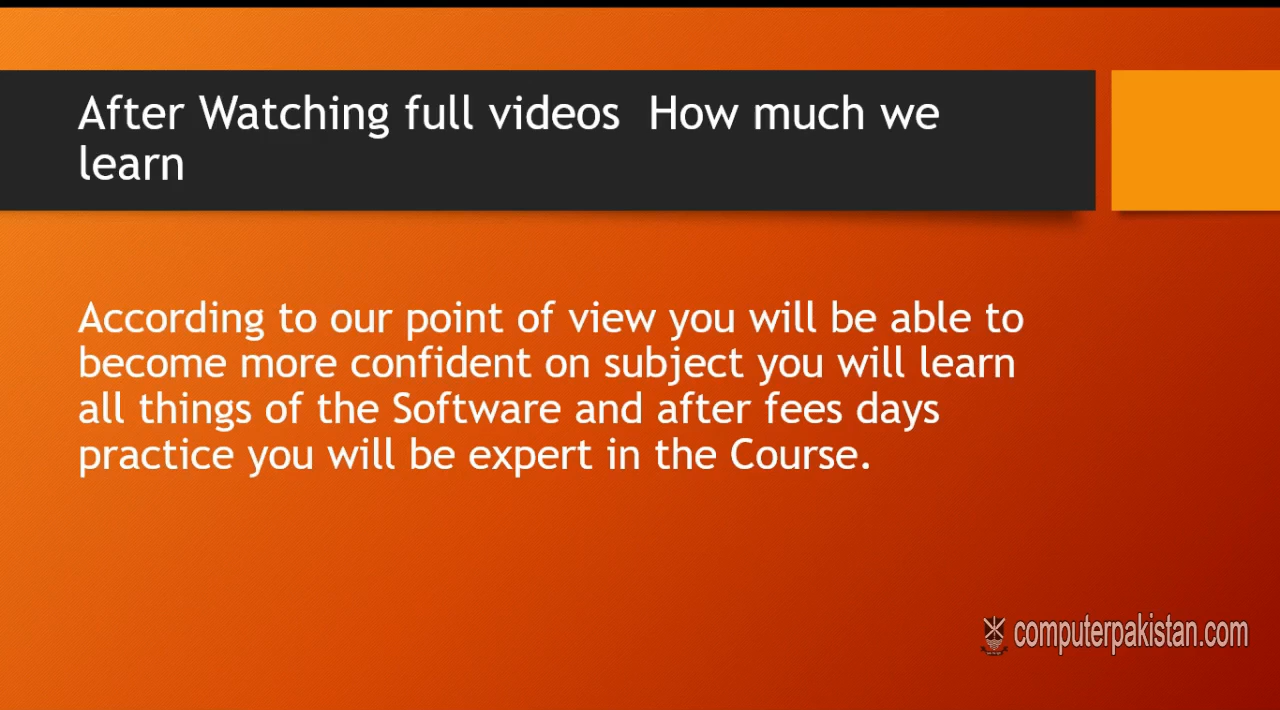 After Watching full videos  How much we
learn
According to our point of view you will be able to
become more confident on subject you will learn
all things of the Software and after fees days
practice you will be expert in the Course.
computerpakistan.com